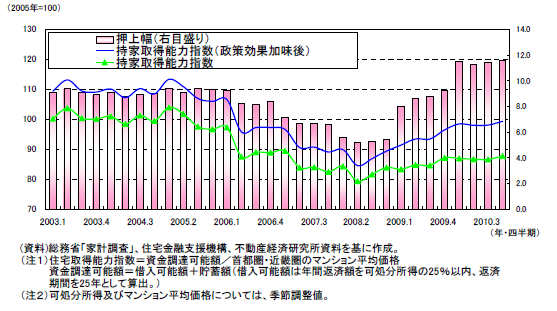 (2005年=100)
130
120
110
100
90
80
70
14.0
12.0
10.0
8.0
6.0
4.0
2.0
0.0
押上幅(右目盛り)
持家取得能力指数(政策効果加味後)
持家取得能力指数
2003.1 2003.4 2004.3 2005.2 2006.1 2006.4 2007.3 2008.2 2009.1 2009.4 2010.3
(年・四半期)
(資料)総務省「家計調査」、住宅金融支援機構、不動産経済研究所資料を基に作成。
(注1)住宅取得能力指数=資金調達可能額/首都圏・近畿圏のマンション平均価格
資金調達可能額=借入可能額+貯蓄額(借入可能額は年間返済額を可処分所得の25%以内、返済
期間を25年として算出。)
(注2)可処分所得及びマンション平均価格については、季節調整値。